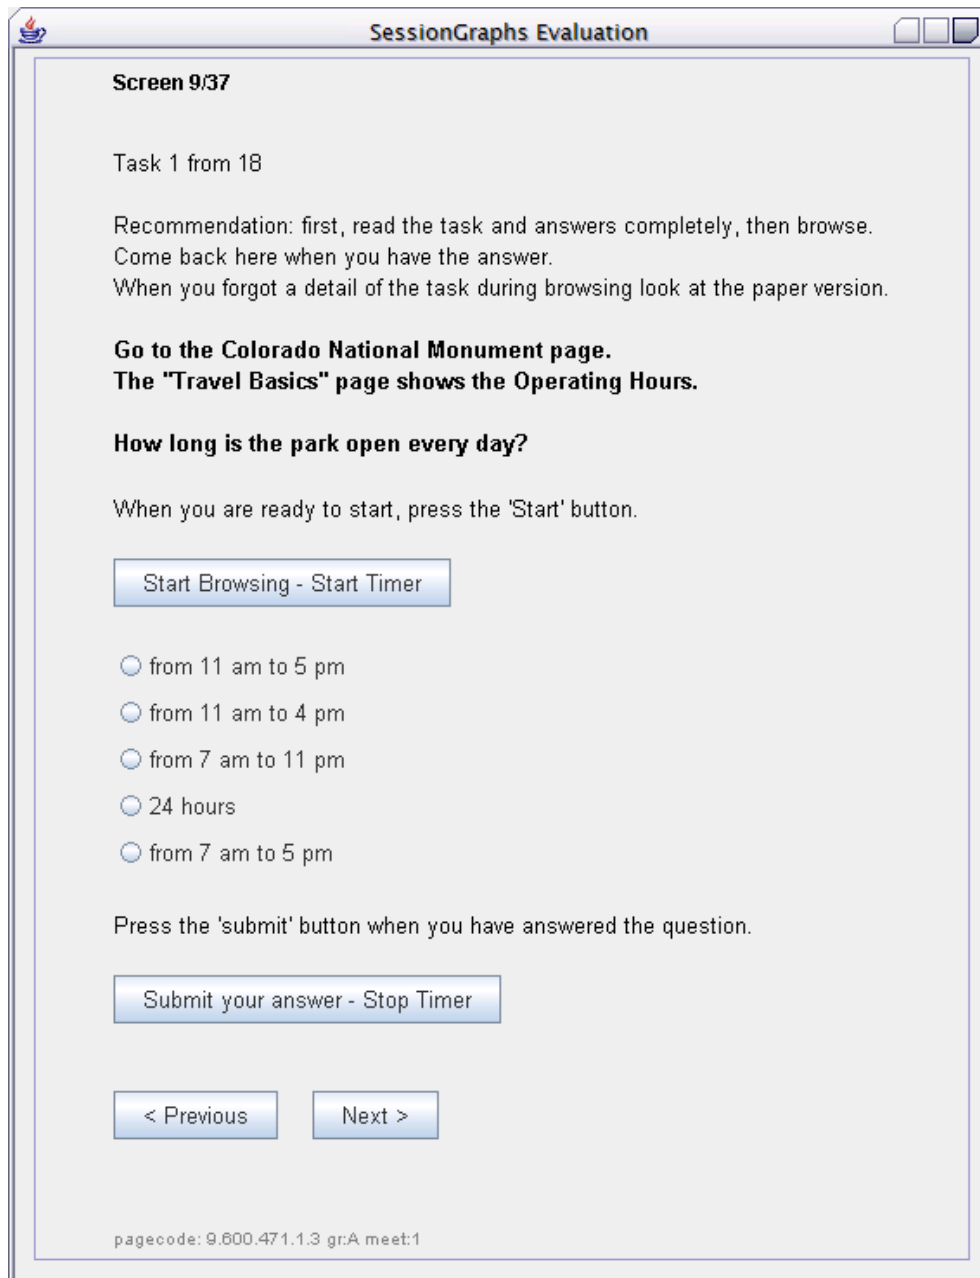 SessionGraphs Evaluation
Screen 9/37
Task 1 from 18
Recommendation: first, read the task and answers completely, then browse.
Come back here when you have the answer.
When you forgot a detail of the task during browsing look at the paper version.
Go to the Colorado National Monument page.
The "Travel Basics" page shows the Operating Hours.
How long is the park open every day?
When you are ready to start, press the 'Start' button.
Start Browsing - Start Timer
from 11 am to 5 pm
from 11 am to 4 pm
from 7 am to 11 pm
24 hours
from 7 am to 5 pm
Press the 'submit' button when you have answered the question.
Submit your answer - Stop Timer
< Previous Next >
pagecode: 9.600.471.1.3 gr:A meet:1